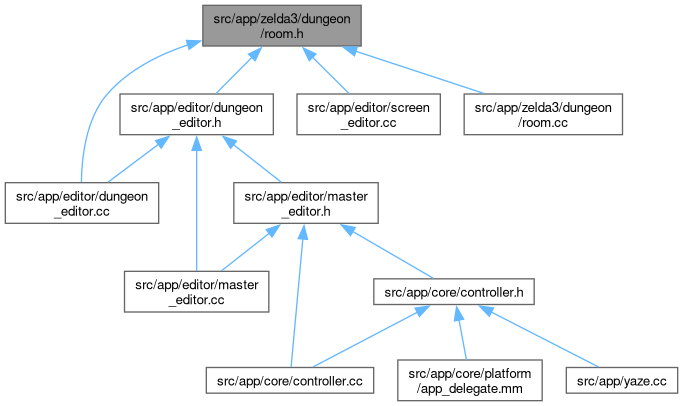 src/app/zelda3/dungeon
/room.h
src/app/editor/dungeon
_editor.h
src/app/editor/screen
_editor.cc
src/app/zelda3/dungeon
/room.cc
src/app/editor/dungeon
_editor.cc
src/app/editor/master
_editor.h
src/app/editor/master
_editor.cc
src/app/core/controller.h
src/app/core/controller.cc
src/app/core/platform
/app_delegate.mm
src/app/yaze.cc